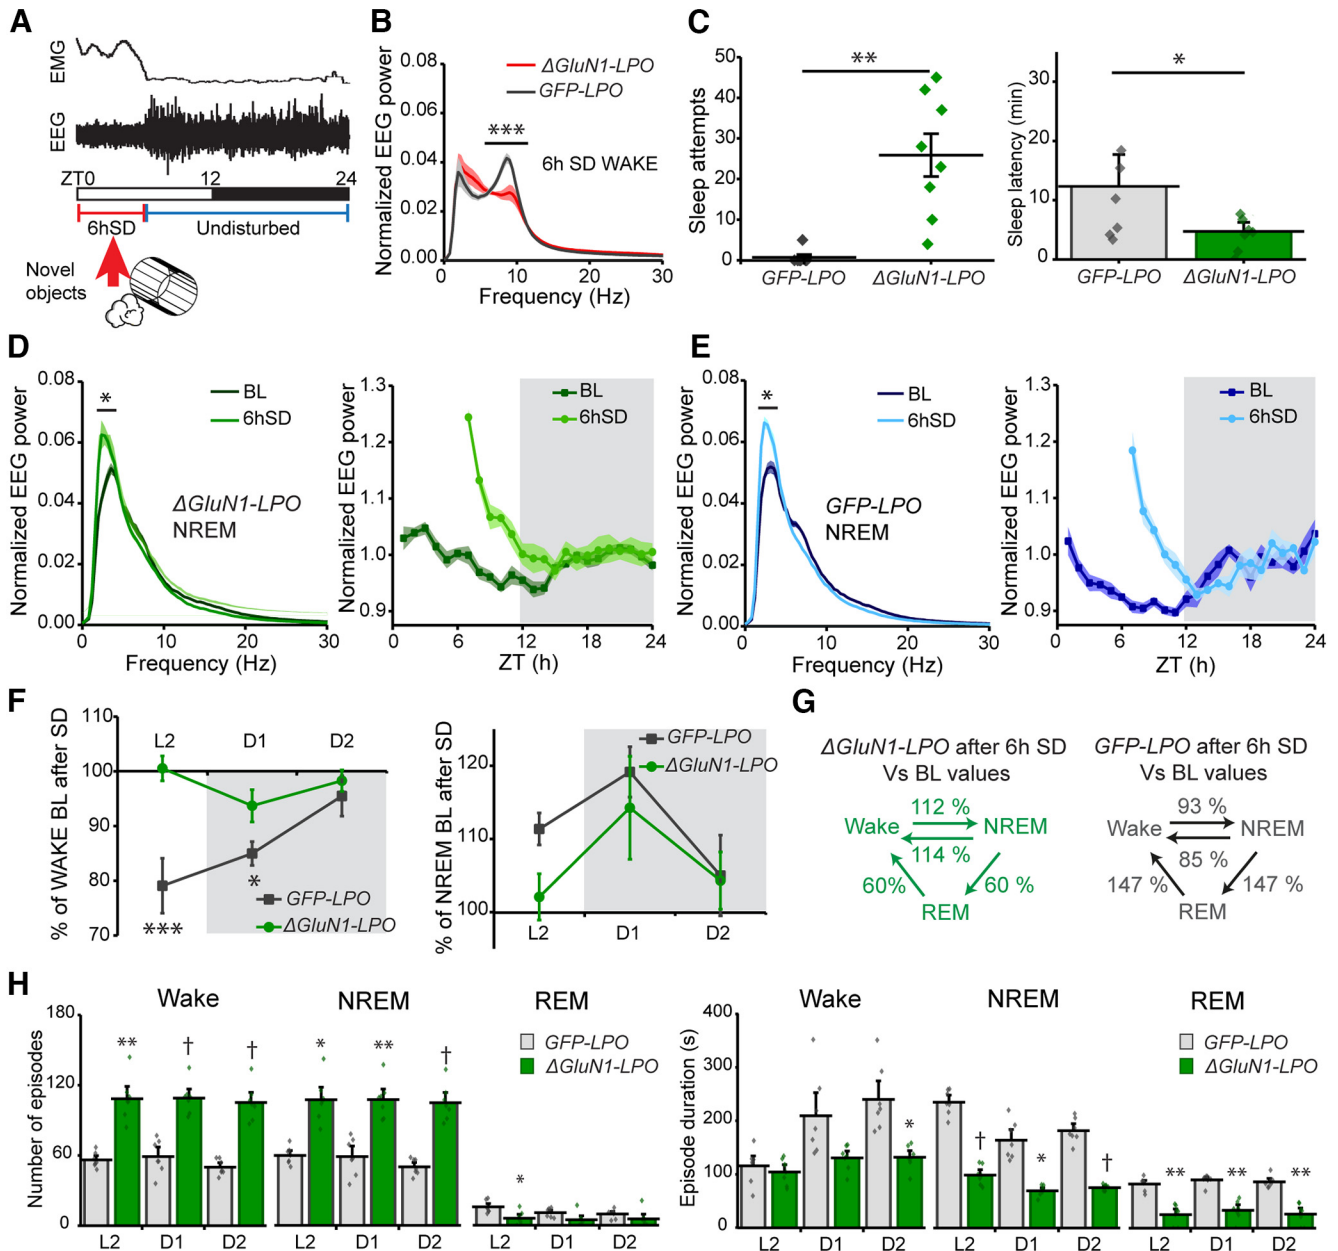 A
EMG
EEG
ZT0 12 24
6hSD Undisturbed
Novel
objects
B
Normalized EEG power
0.08
0.06
0.04
0.02
0.00
ΔGluN1-LPO
GFP-LPO
***
6h SD WAKE
0 10 20 30
Frequency (Hz)
C
Sleep attempts
50
40
30
20
10
0
**
GFP-LPO ΔGluN1-LPO
Sleep latency (min)
30
20
10
0
*
GFP-LPO ΔGluN1-LPO
D
Normalized EEG power
0.08
0.06
0.04
0.02
0.00
*
BL
6hSD
ΔGluN1-LPO
NREM
0 10 20 30
Frequency (Hz)
Normalized EEG power
1.3
1.2
1.1
1.0
0.9
BL
6hSD
0 6 12 18 24
ZT (h)
E
Normalized EEG power
0.08
0.06
0.04
0.02
0.00
*
BL
6hSD
GFP-LPO
NREM
0 10 20 30
Frequency (Hz)
Normalized EEG power
1.3
1.2
1.1
1.0
0.9
BL
6hSD
0 6 12 18 24
ZT (h)
F
% of WAKE BL after SD
110
100
90
80
70
L2 D1 D2
*
***
GFP-LPO
ΔGluN1-LPO
% of NREM BL after SD
120
110
100
GFP-LPO
ΔGluN1-LPO
L2 D1 D2
G
ΔGluN1-LPO after 6h SD
Vs BL values
112 %
Wake NREM
114 %
60% 60 %
REM
GFP-LPO after 6h SD
Vs BL values
93 %
Wake NREM
85 %
147 % 147 %
REM
H
Number of episodes
180
120
60
0
Wake NREM REM
** † † * ** † *
GFP-LPO
ΔGluN1-LPO
L2 D1 D2 L2 D1 D2 L2 D1 D2
Episode duration (s)
400
300
200
100
0
Wake NREM REM
* † * † ** ** **
GFP-LPO
ΔGluN1-LPO
L2 D1 D2 L2 D1 D2 L2 D1 D2